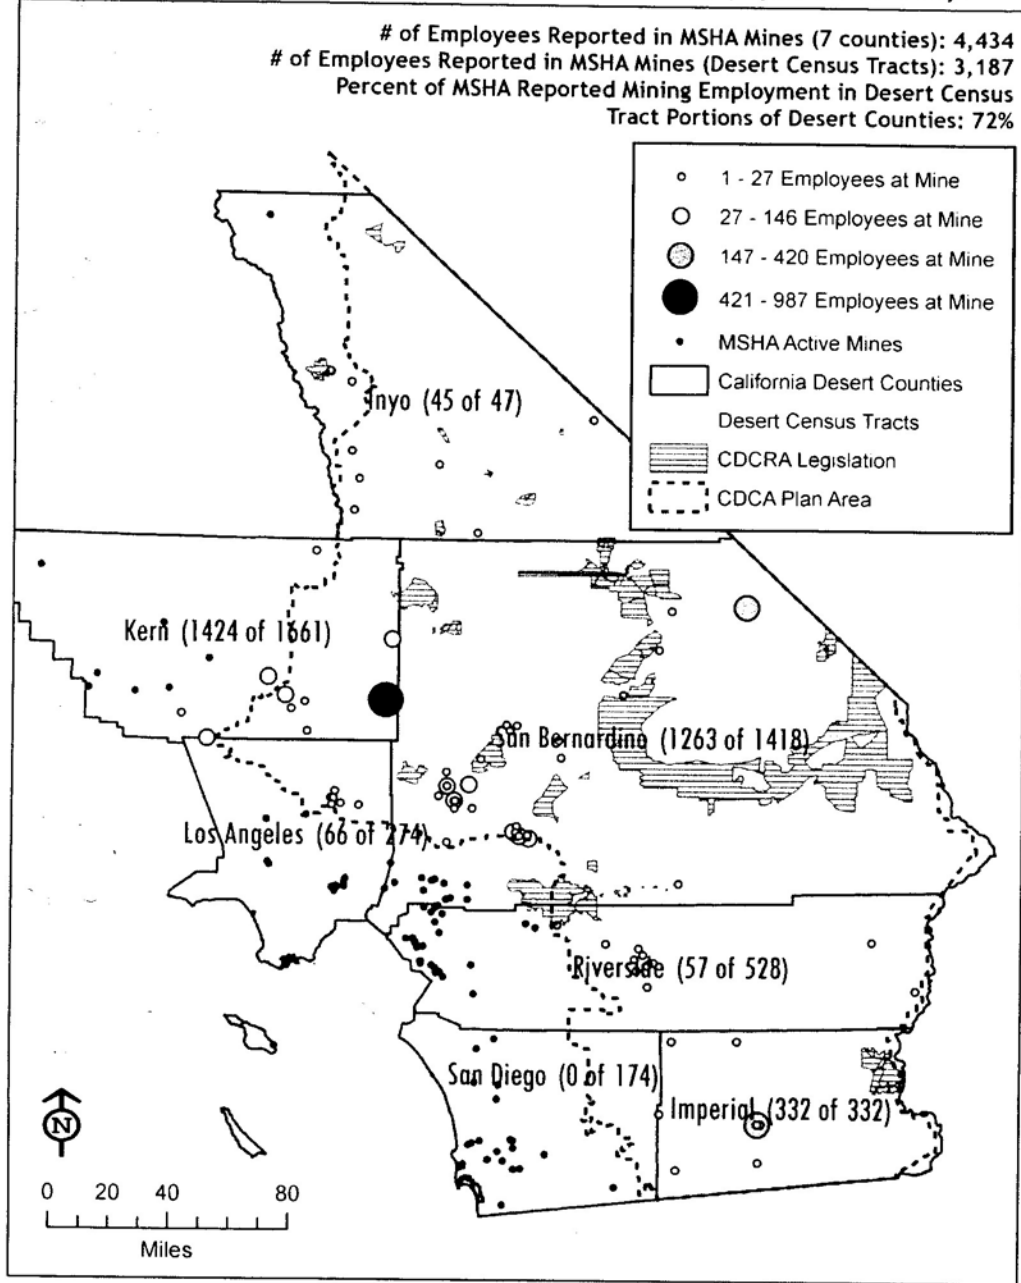 # of Employees Reported in MSHA Mines (7 counties): 4,434
# of Employees Reported in MSHA Mines (Desert Census Tracts): 3,187
Percent of MSHA Reported Mining Employment in Desert Census
Tract Portions of Desert Counties: 72%
1 - 27 Employees at Mine
27 - 146 Employees at Mine
147 - 420 Employees at Mine
421 - 987 Employees at Mine
MSHA Active Mines
California Desert Counties
Desert Census Tracts
CDCRA Legislation
CDCA Plan Area
Inyo (45 of 47)
Kern (1424 of 1661)
San Bernardino (1263 of 1418)
Los Angeles (66 of 274)
Riverside (57 of 528)
San Diego (0 of 174)
Imperial (332 of 332)
N
0 20 40 80
Miles